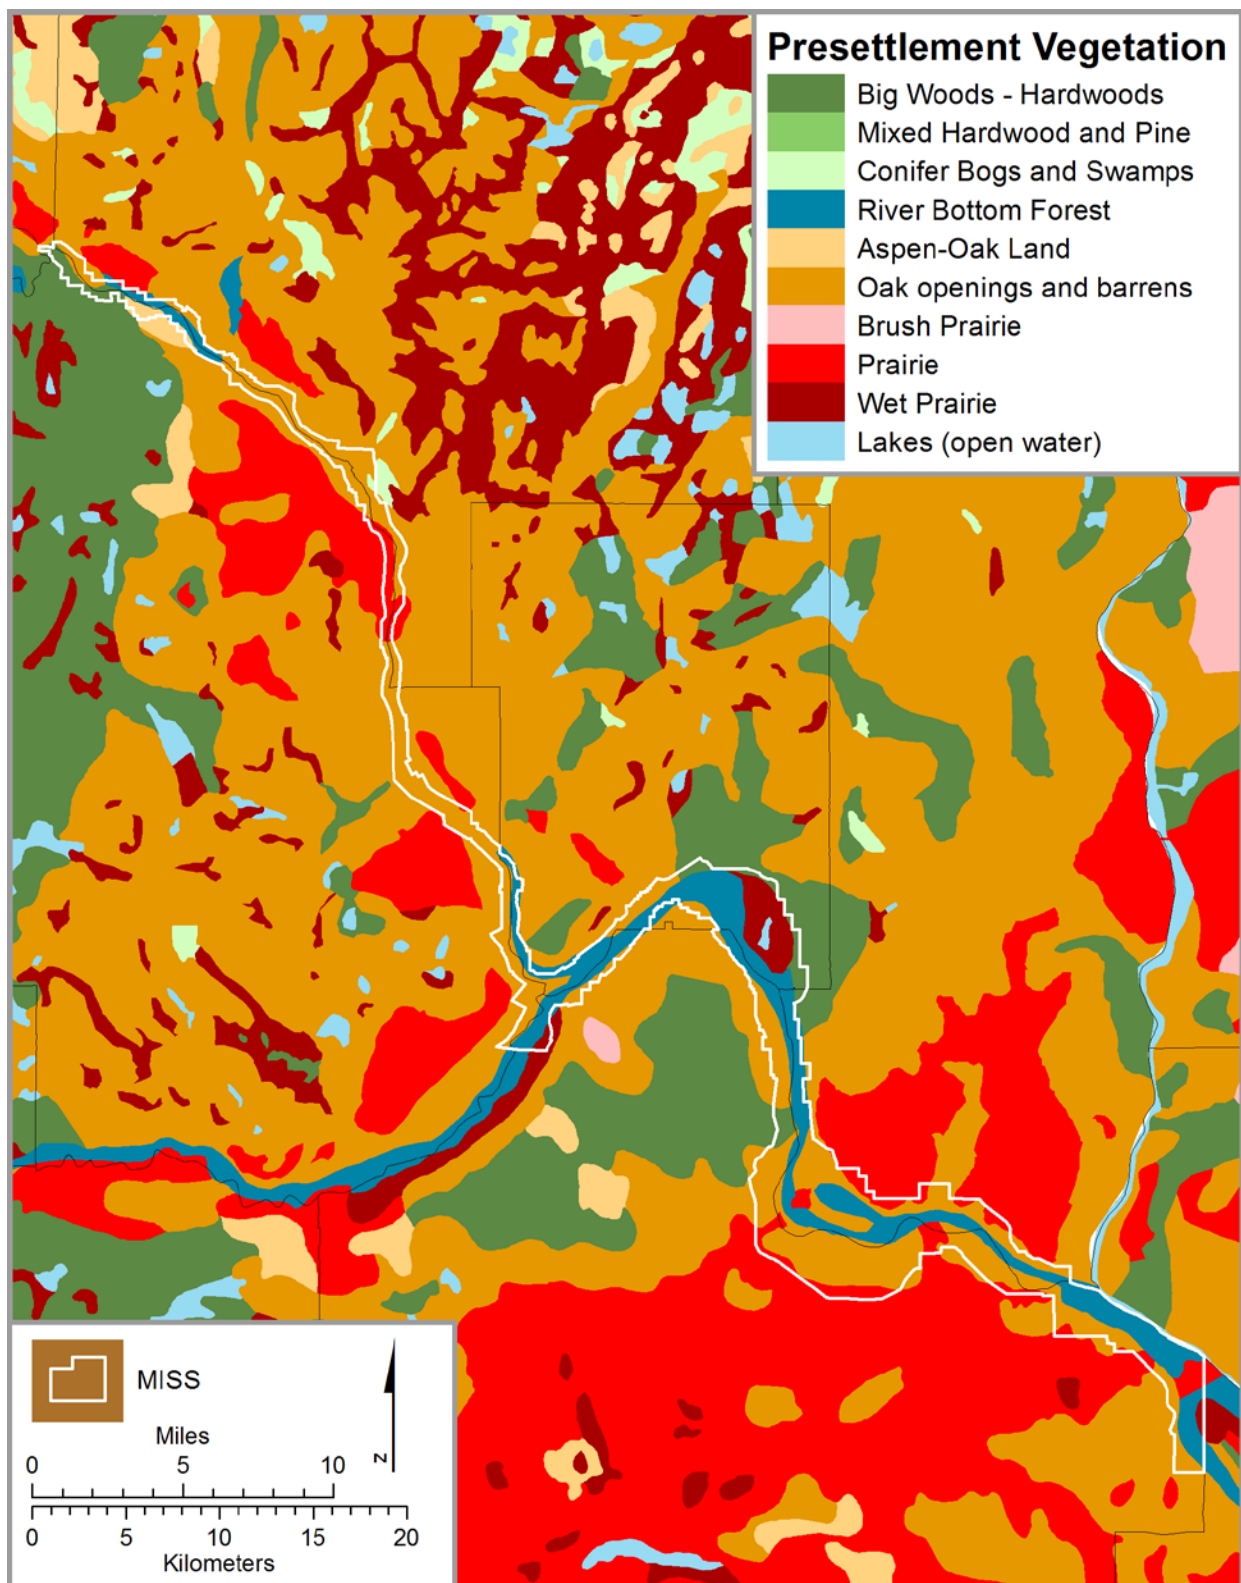 Presettlement Vegetation
Big Woods - Hardwoods
Mixed Hardwood and Pine
Conifer Bogs and Swamps
River Bottom Forest
Aspen-Oak Land
Oak openings and barrens
Brush Prairie
Prairie
Wet Prairie
Lakes (open water)
MISS
Miles
0 5 10
0 5 10 15 20
Kilometers
N